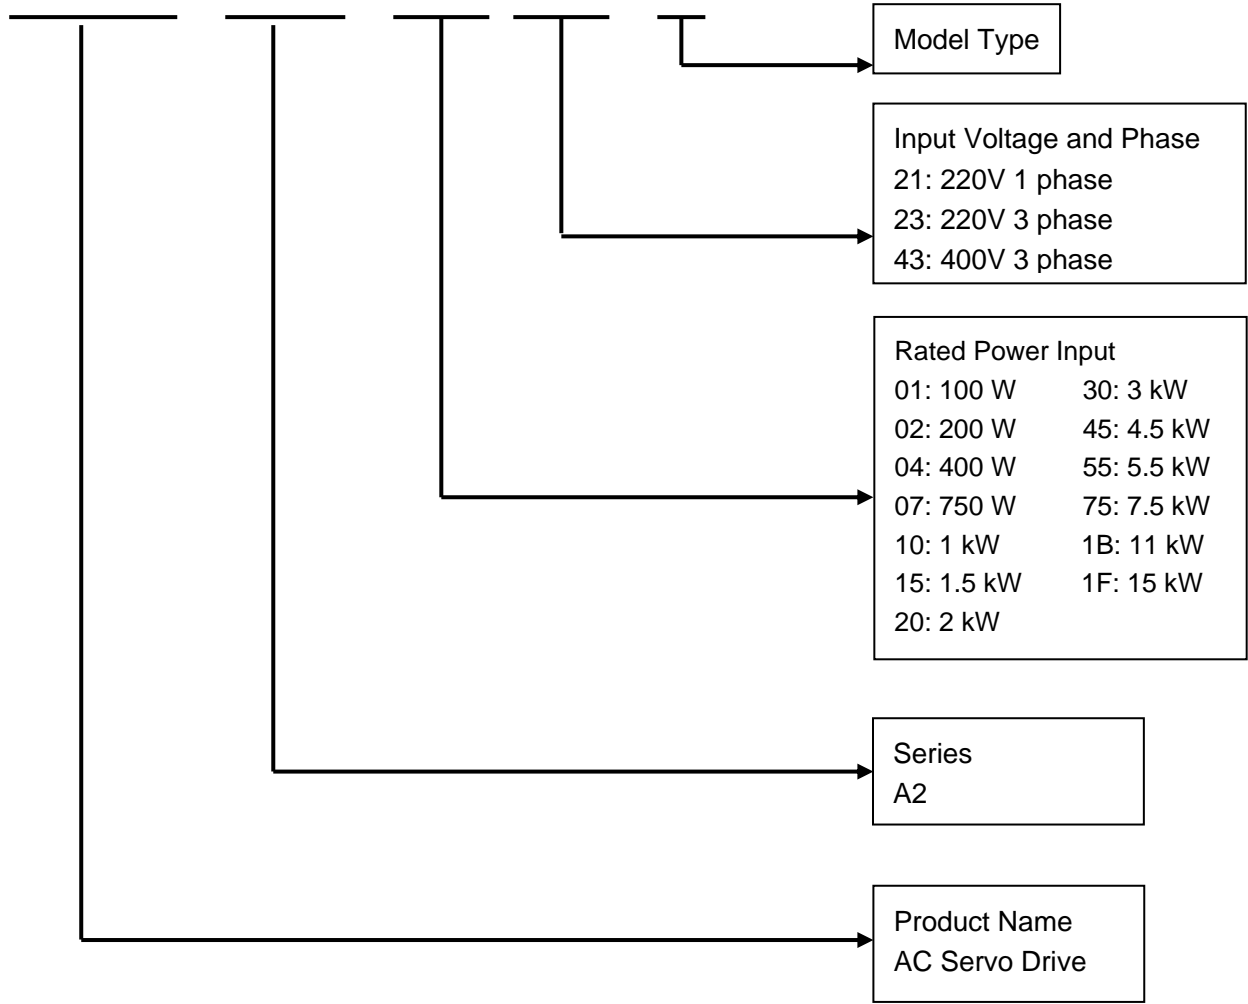 Model Type
Input Voltage and Phase
21: 220V 1 phase
23: 220V 3 phase
43: 400V 3 phase
Rated Power Input
01: 100 W 30: 3 kW
02: 200 W 45: 4.5 kW
04: 400 W 55: 5.5 kW
07: 750 W 75: 7.5 kW
10: 1 kW 1B: 11 kW
15: 1.5 kW 1F: 15 kW
20: 2 kW
Series
A2
Product Name
AC Servo Drive